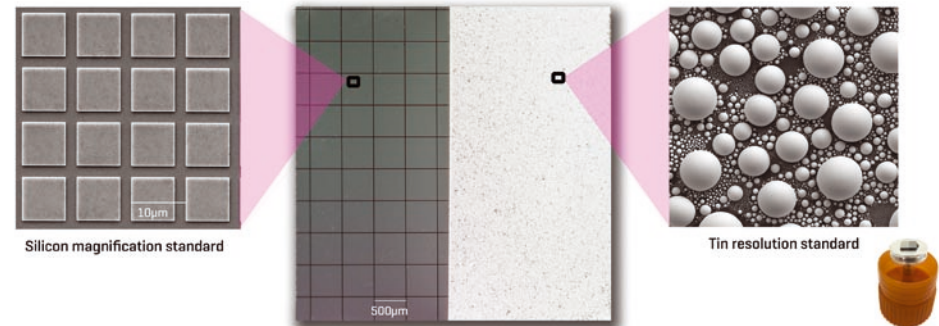 10µm
Silicon magnification standard
500µm
Tin resolution standard